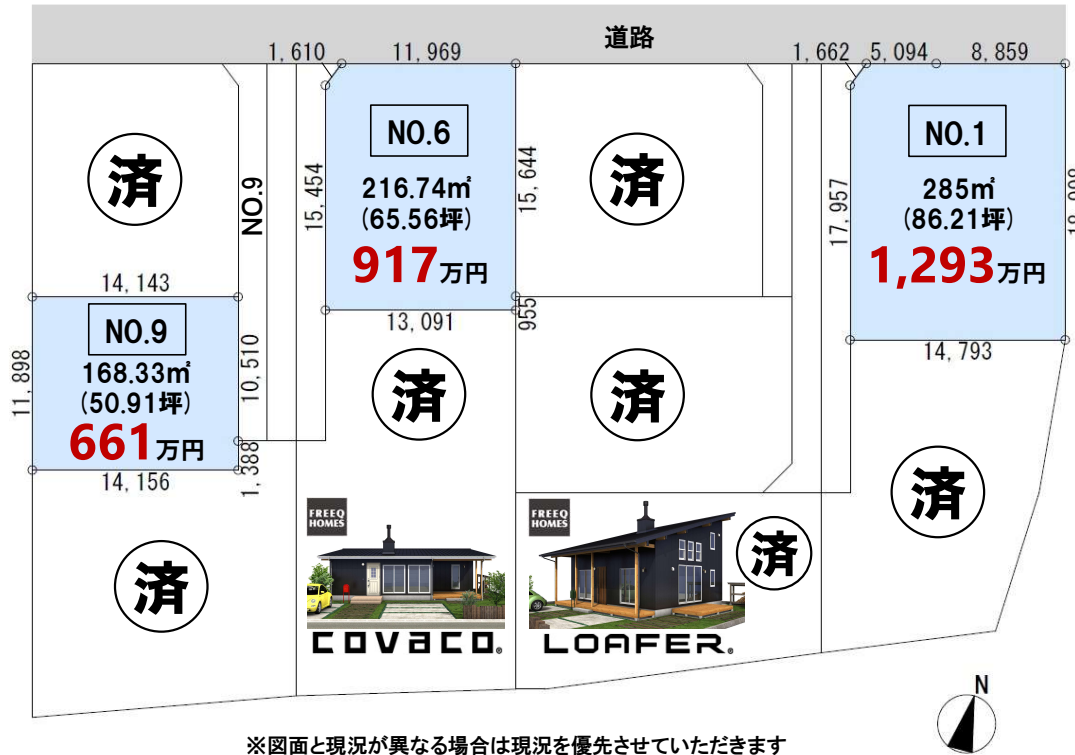 道路
1,610
11,969
1,662
5,094
8,859
済
NO.9
15,454
NO.6
216.74㎡
(65.56坪)
917万円
15,644
済
17,957
NO.1
285㎡
(86.21坪)
1,293万円
14,143
13,091
955
14,793
11,898
NO.9
168.33㎡
(50.91坪)
661万円
10,510
14,156
1,388
済
済
済
済
FREEQ
HOMES
COVACO®
FREEQ
HOMES
LOAFER®
済
N
※図面と現況が異なる場合は現況を優先させていただきます